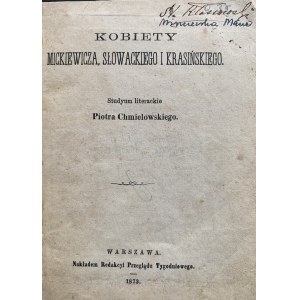 KOBIETY
MICKIEWICZA, SŁOWACKIEGO I KRASIŃSKIEGO.
Studyum literackie
Piotra Chmielowskiego.
WARSZAWA.
Nakładem Redakcyi Przeglądu Tygodniowego.
1873.